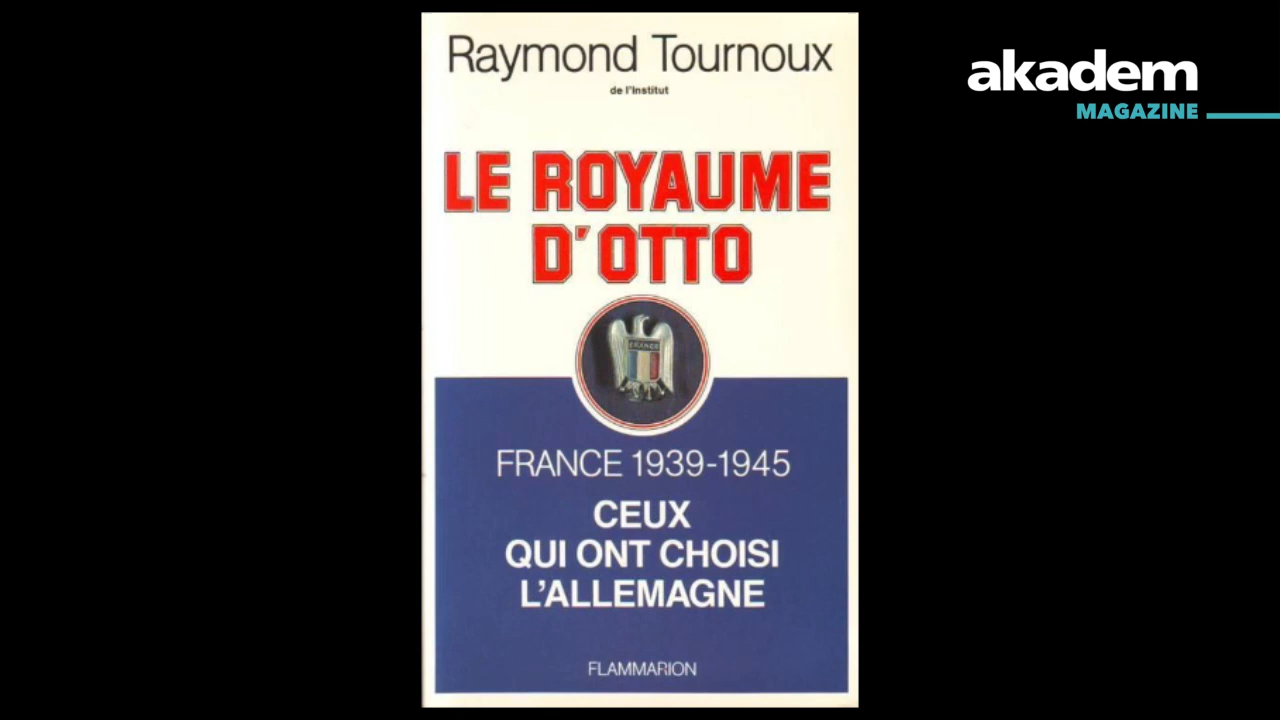 Raymond Tournoux
de l'Institut
LE ROYAUME
D'OTTO
FRANCE
FRANCE 1939-1945
CEUX
QUI ONT CHOISI
L'ALLEMAGNE
FLAMMARION
akadem
MAGAZINE